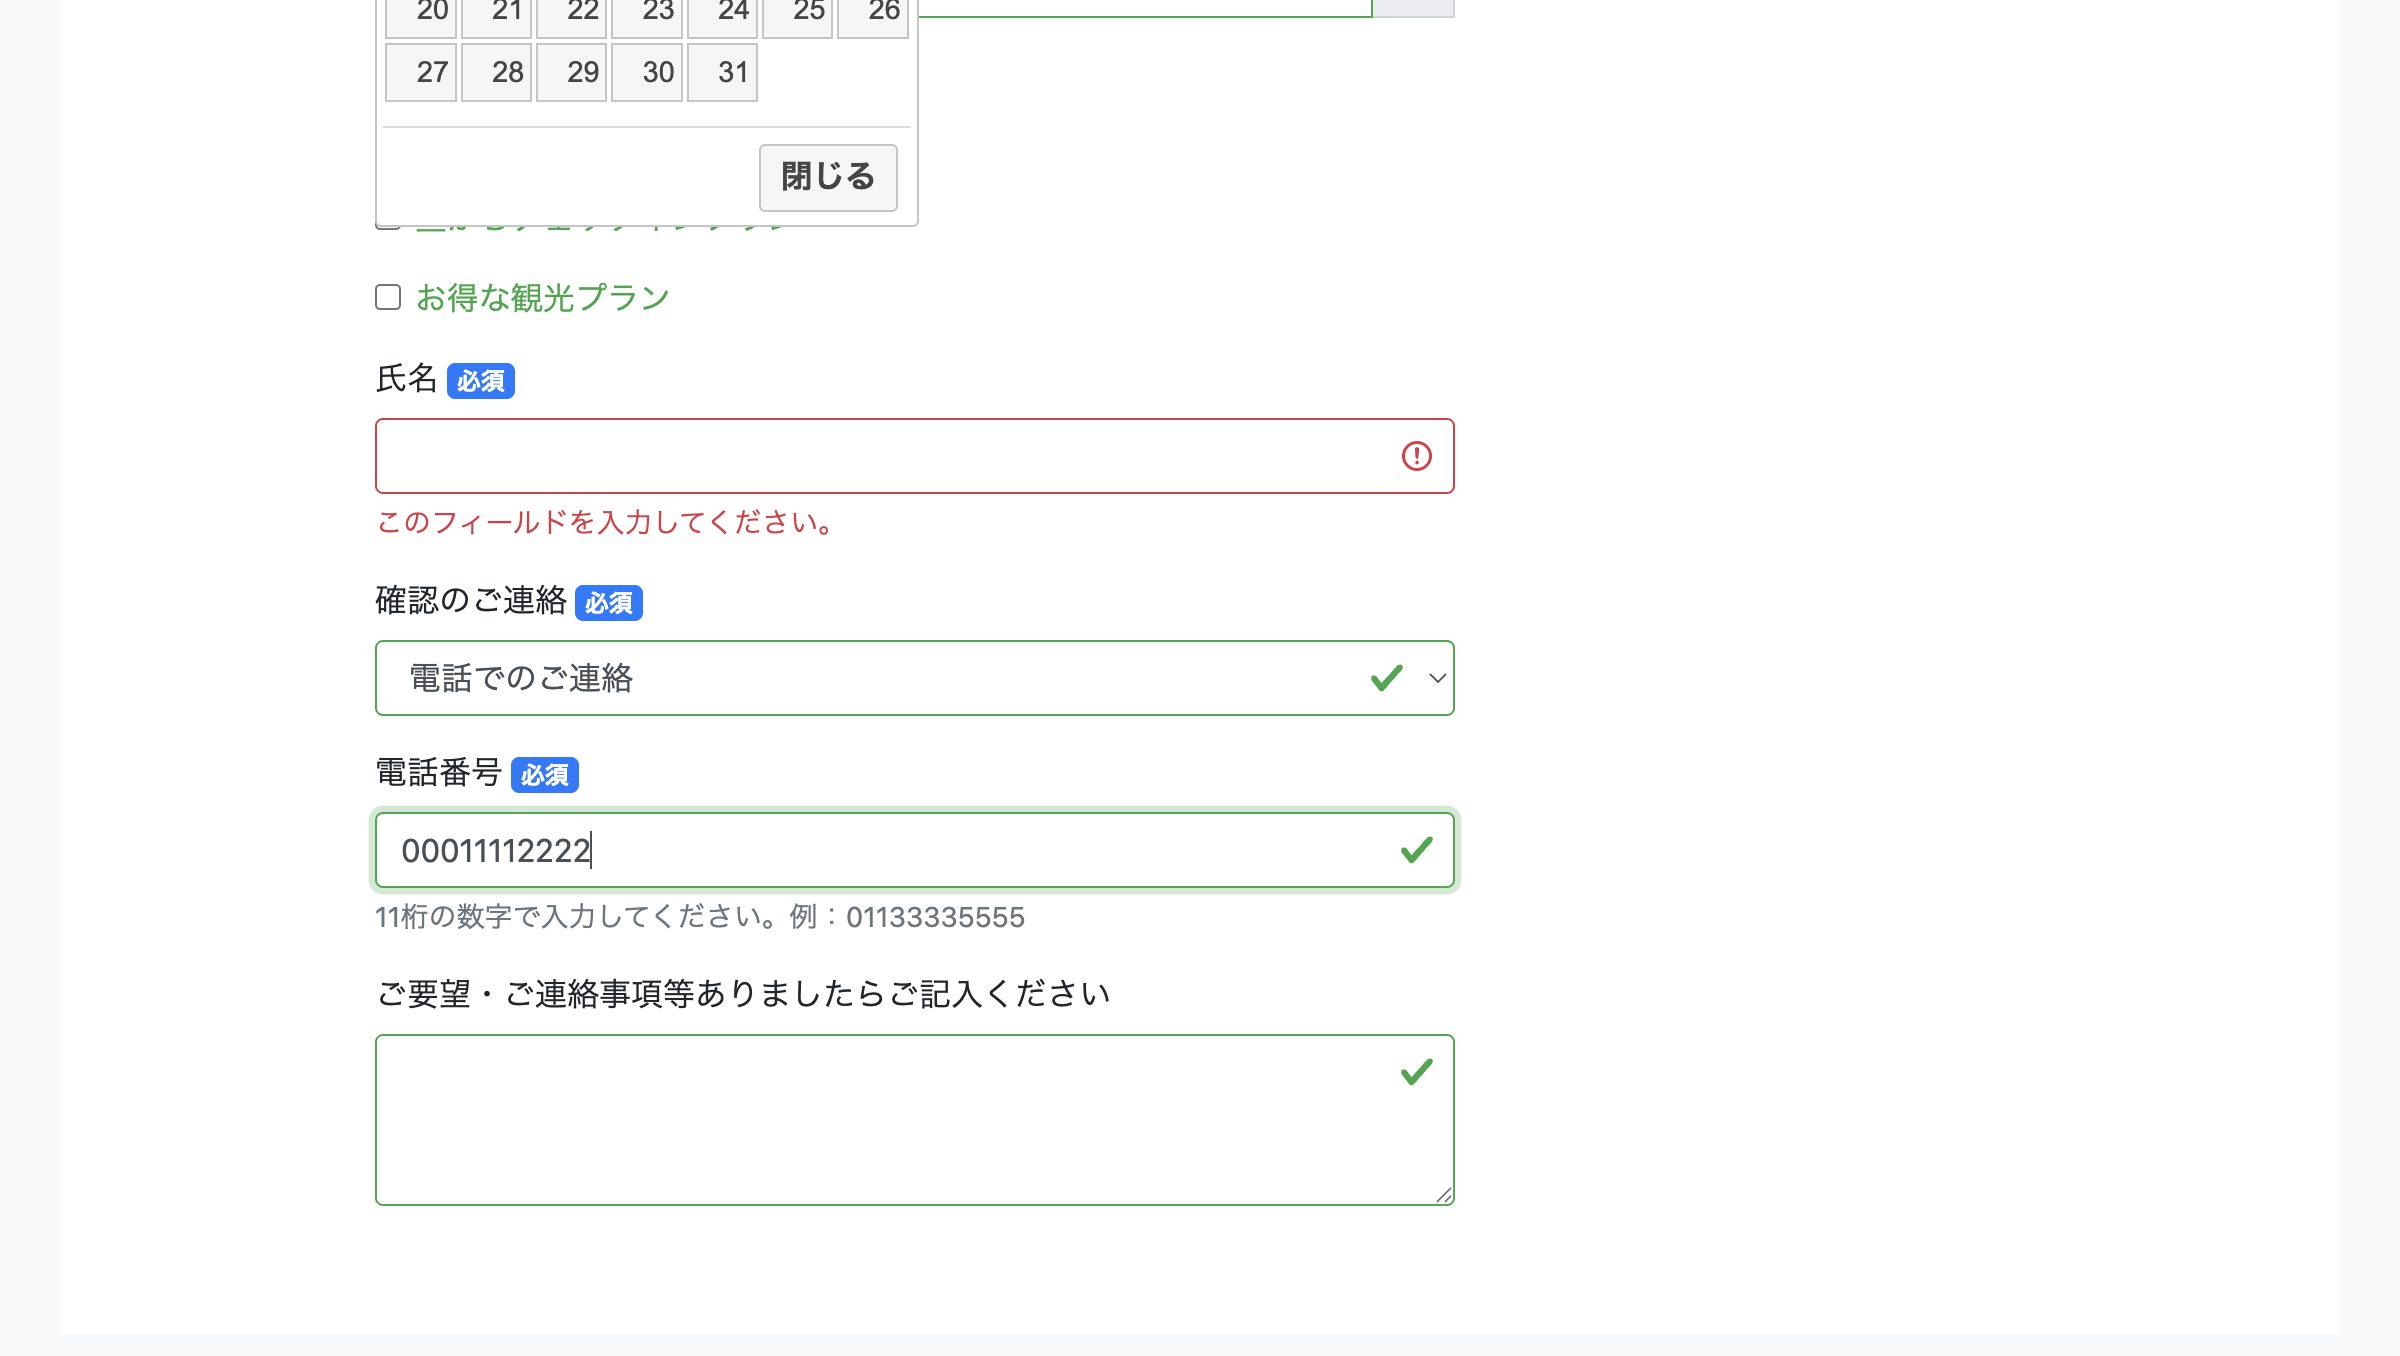 20 21 22 23 24 25 26
27 28 29 30 31
閉じる
お得な観光プラン
氏名 必須
このフィールドを入力してください。
確認のご連絡 必須
電話でのご連絡
電話番号 必須
00011112222
11桁の数字で入力してください。例：01133335555
ご要望・ご連絡事項等ありましたらご記入ください